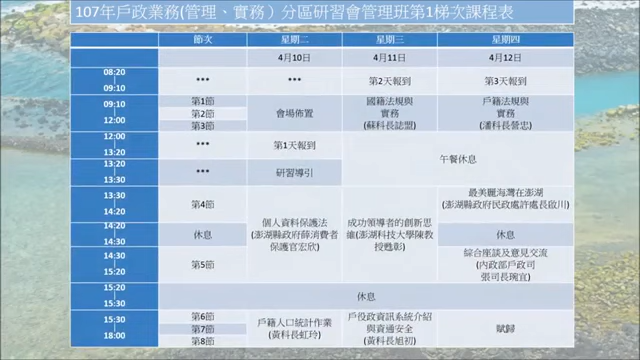 107年戶政業務(管理、實務）分區研習會管理班第1梯次課程表
節次 星期二 星期三 星期四
4月10日 4月11日 4月12日
08:20
|
09:10
*** *** 第2天報到 第3天報到
09:10
|
12:00
第1節
第2節
第3節
會場佈置
國籍法規與
實務
(蘇科長誌盟)
戶籍法規與
實務
(潘科長營忠)
12:00
|
13:20
*** 第1天報到
午餐休息
13:20
|
13:30
*** 研習導引
13:30
|
14:20
第4節
個人資料保護法
(澎湖縣政府薛消費者
保護官宏欣)
成功領導者的創新思
維(澎湖科技大學陳教
授甦彰)
最美麗海灣在澎湖
(澎湖縣政府民政處許處長啟川)
14:20
|
14:30
休息 休息
14:30
|
15:20
第5節
綜合座談及意見交流
(內政部戶政司
張司長琬宜)
15:20
|
15:30
休息
15:30
|
18:00
第6節
第7節
第8節
戶籍人口統計作業
(黃科長虹玲)
戶役政資訊系統介紹
與資通安全
(黃科長旭初)
賦歸